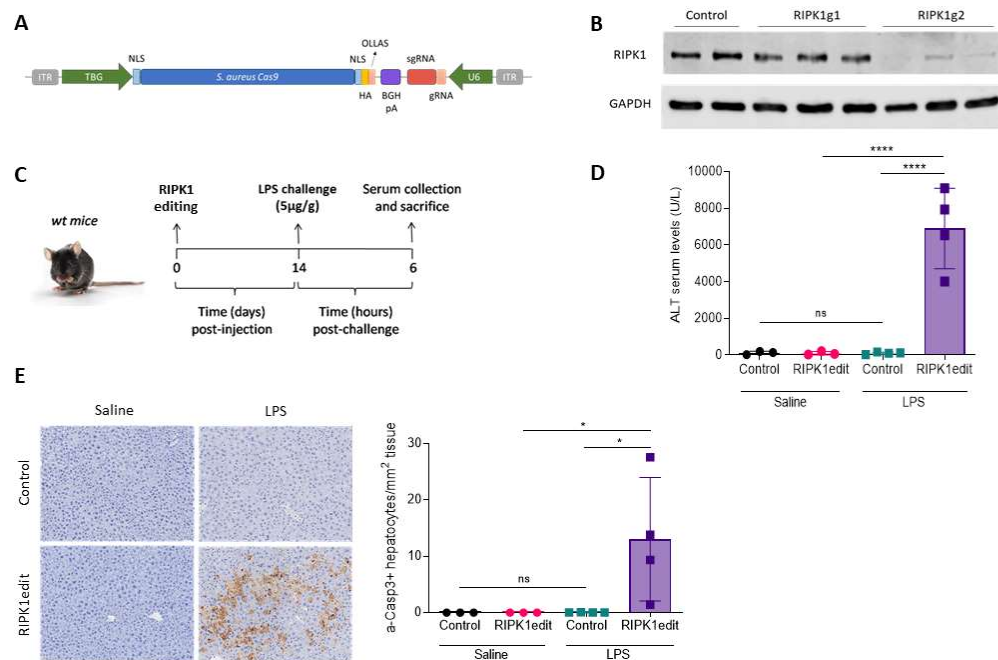 A
OLLAS
NLS
NLS
sgRNA
ITR
TBG
S. aureus Cas9
U6
ITR
HA
BGH
pA
gRNA
B
Control
RIPK1g1
RIPK1g2
RIPK1
GAPDH
C
RIPK1
editing
LPS challenge
(5µg/g)
Serum collection
and sacrifice
wt mice
0
14
6
Time (days)
post-injection
Time (hours)
post-challenge
D
ALT serum levels (U/L)
10000
8000
6000
4000
2000
0
****
****
ns
Control
RIPK1edit
Control
RIPK1edit
Saline
LPS
E
Saline
LPS
Control
RIPK1edit
a-Casp3+ hepatocytes/mm² tissue
30
20
10
0
*
*
ns
Control
RIPK1edit
Control
RIPK1edit
Saline
LPS